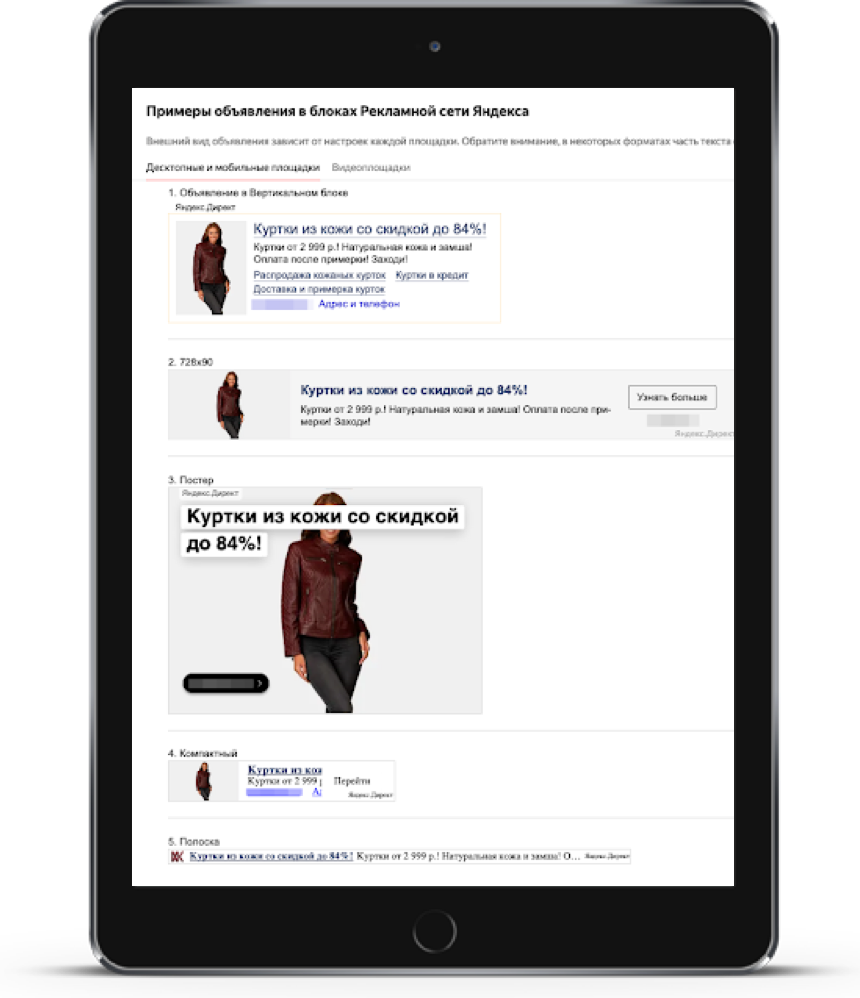 Примеры объявления в блоках Рекламной сети Яндекса
Внешний вид объявления зависит от настроек каждой площадки. Обратите внимание, в некоторых форматах часть текста
Десктопные и мобильные площадки Видеоплощадки
1. Объявление в Вертикальном блоке
Яндекс.Директ
Куртки из кожи со скидкой до 84%!
Куртки от 2 999 р.! Натуральная кожа и замша!
Оплата после примерки! Заходи!
Распродажа кожаных курток Куртки в кредит
Доставка и примерка курток
Адрес и телефон
2. 728x90
Куртки из кожи со скидкой до 84%!
Куртки от 2 999 р.! Натуральная кожа и замша! Оплата после при-
мерки! Заходи!
Узнать больше
Яндекс.Директ
3. Постер
Яндекс.Директ
Куртки из кожи со скидкой
до 84%!
4. Компактный
Куртки из кож
Куртки от 2 999 р
Перейти
Яндекс.Директ
5. Полоска
Куртки из кожи со скидкой до 84%! Куртки от 2 999 р.! Натуральная кожа и замша! О... Яндекс.Директ